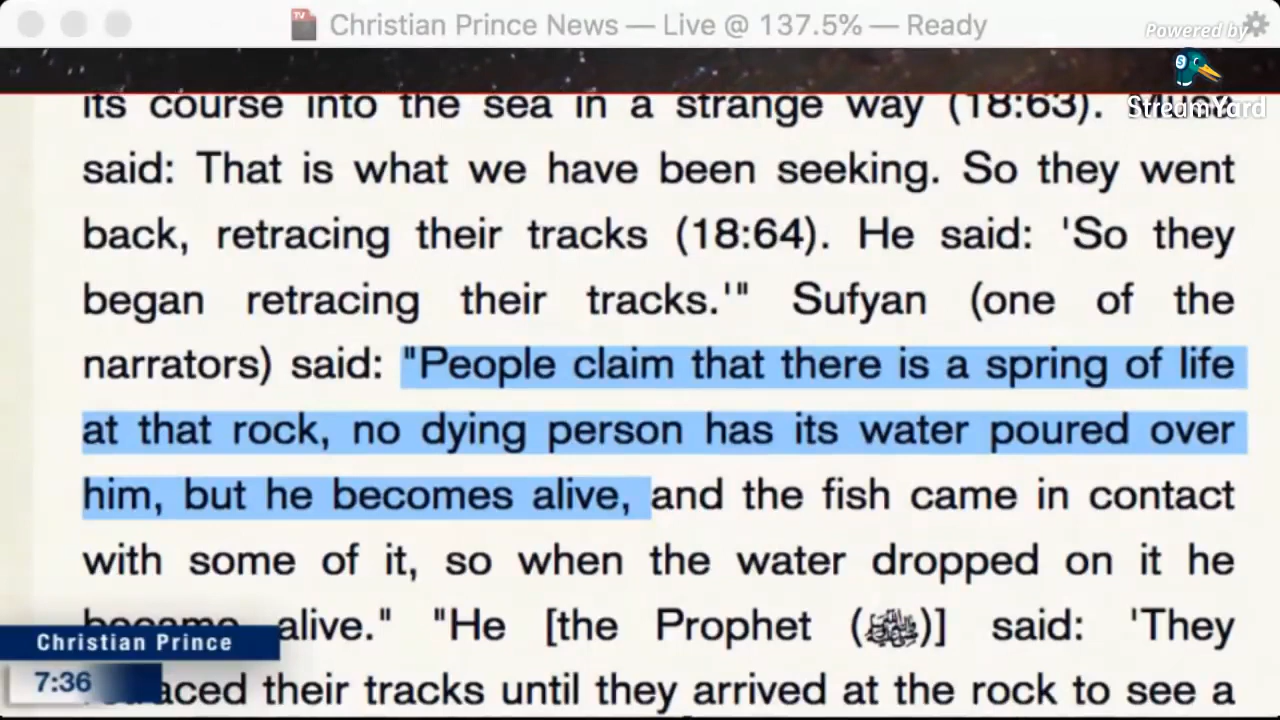 Christian Prince News — Live @ 137.5% — Ready
Powered by
StreamYard
its course into the sea in a strange way (18:63).
said: That is what we have been seeking. So they went
back, retracing their tracks (18:64). He said: 'So they
began retracing their tracks.'" Sufyan (one of the
narrators) said: "People claim that there is a spring of life
at that rock, no dying person has its water poured over
him, but he becomes alive, and the fish came in contact
with some of it, so when the water dropped on it he
became alive." "He [the Prophet (ﷺ)] said: 'They
their tracks until they arrived at the rock to see a
Christian Prince
7:36